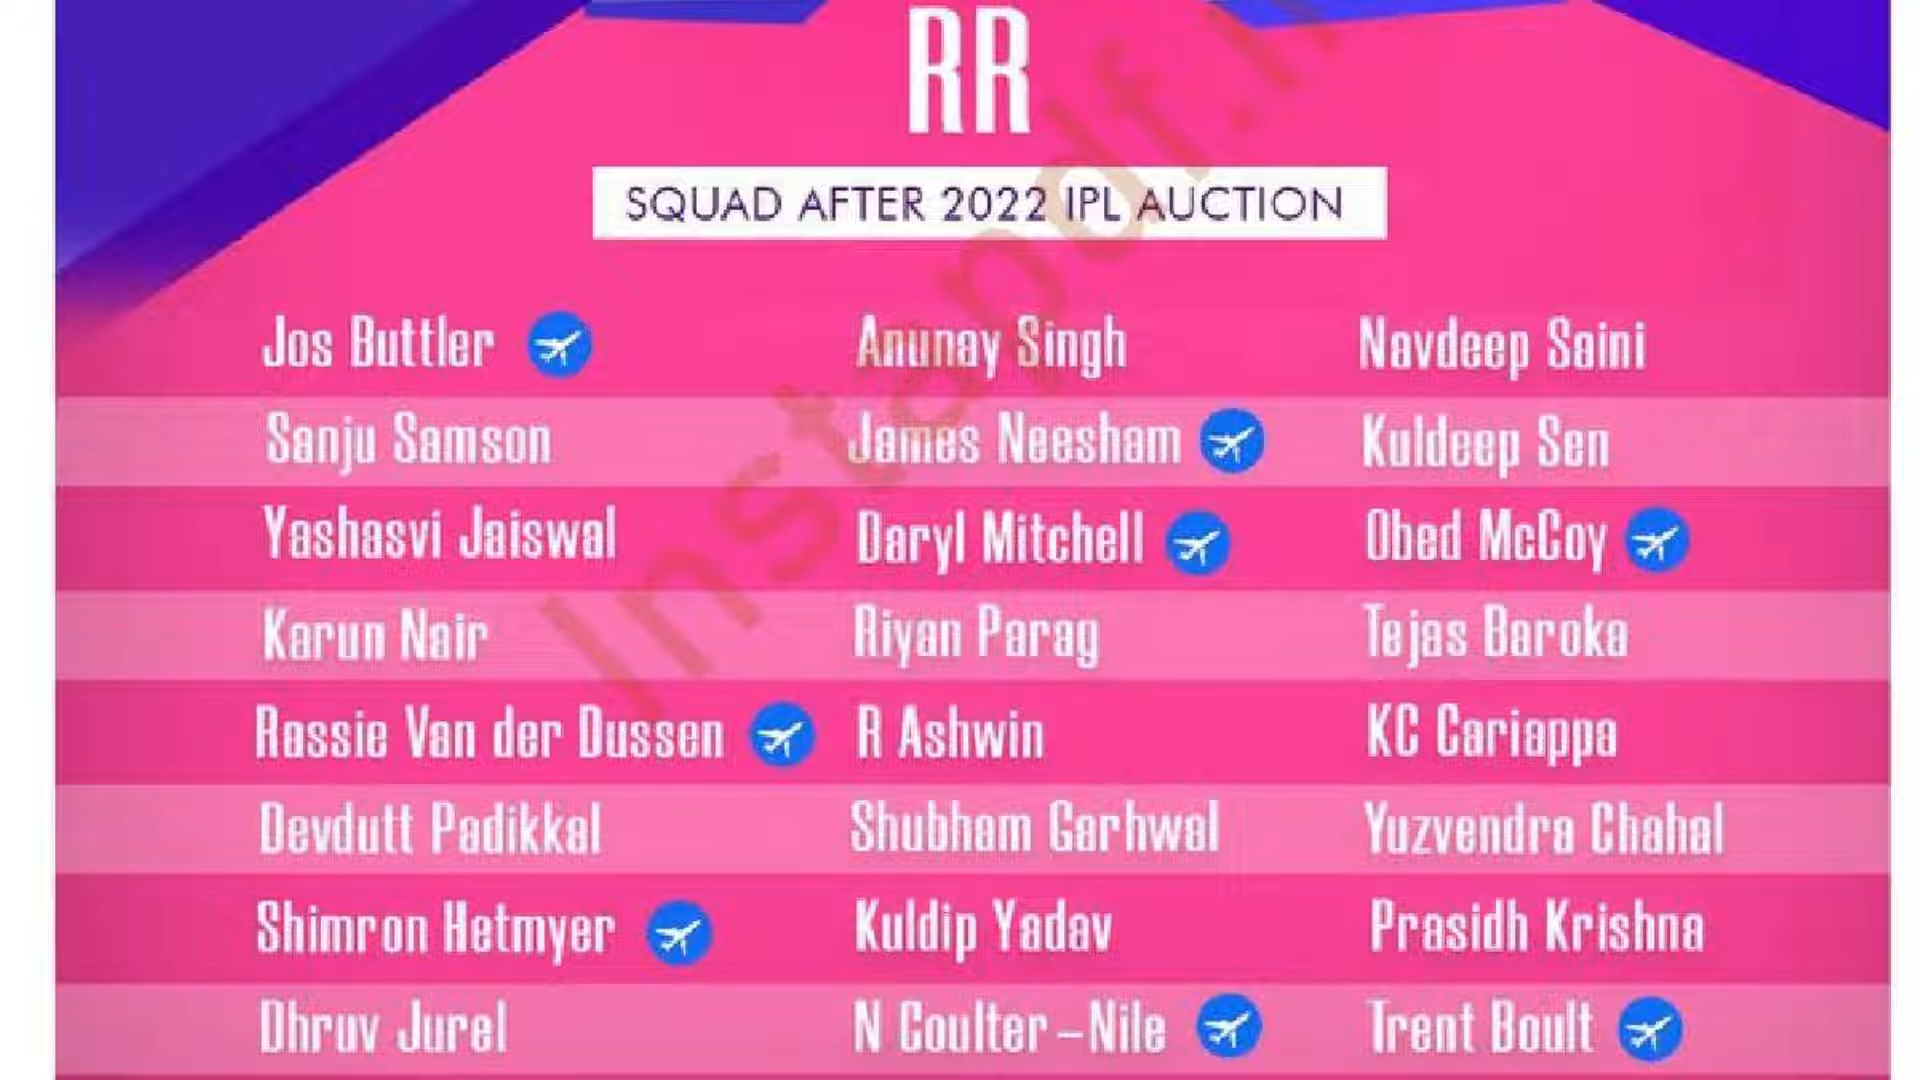 RR
SQUAD AFTER 2022 IPL AUCTION
Jos Buttler Anunay Singh Navdeep Saini
Sanju Samson James Neesham Kuldeep Sen
Yashasvi Jaiswal Daryl Mitchell Obed McCoy
Karun Nair Riyan Parag Tejas Baroka
Rassie Van der Dussen R Ashwin KC Cariappa
Devdutt Padikkal Shubham Garhwal Yuzvendra Chahal
Shimron Hetmyer Kuldip Yadav Prasidh Krishna
Dhruv Jurel N Coulter-Nile Trent Boult